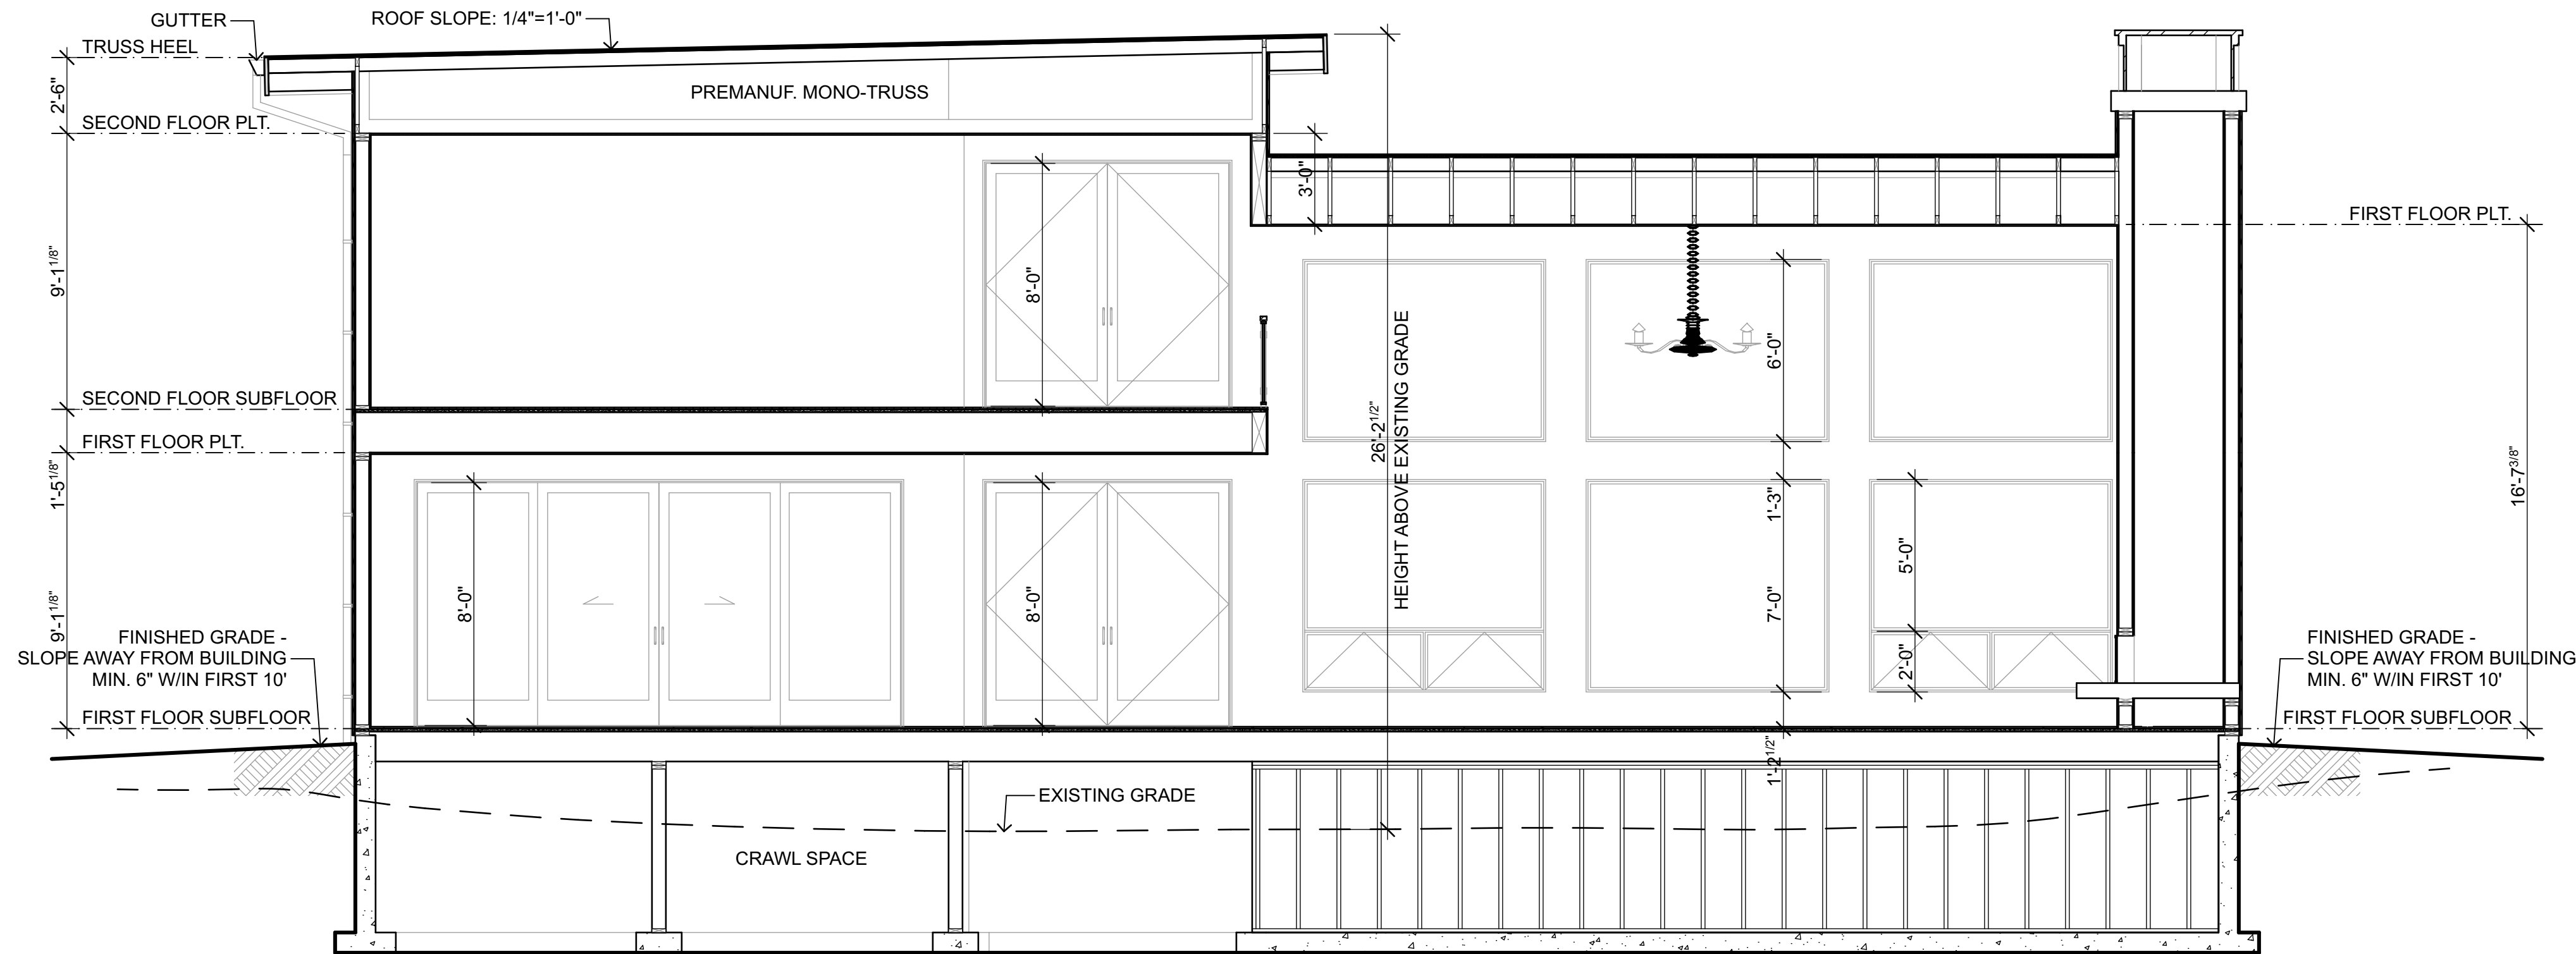 GUTTER
ROOF SLOPE: 1/4"=1'-0"
TRUSS HEEL
2'-6"
PREMANUF. MONO-TRUSS
SECOND FLOOR PLT.
3'-0"
FIRST FLOOR PLT.
9'-1 1/8"
8'-0"
6'-0"
26'-2 1/2"
HEIGHT ABOVE EXISTING GRADE
SECOND FLOOR SUBFLOOR
FIRST FLOOR PLT.
1'-5 1/8"
1'-3"
16'-7 3/8"
9'-1 1/8"
8'-0"
8'-0"
7'-0"
5'-0"
2'-0"
FINISHED GRADE -
SLOPE AWAY FROM BUILDING
MIN. 6" W/IN FIRST 10'
FINISHED GRADE -
SLOPE AWAY FROM BUILDING
MIN. 6" W/IN FIRST 10'
FIRST FLOOR SUBFLOOR
FIRST FLOOR SUBFLOOR
1'-2 1/2"
EXISTING GRADE
CRAWL SPACE